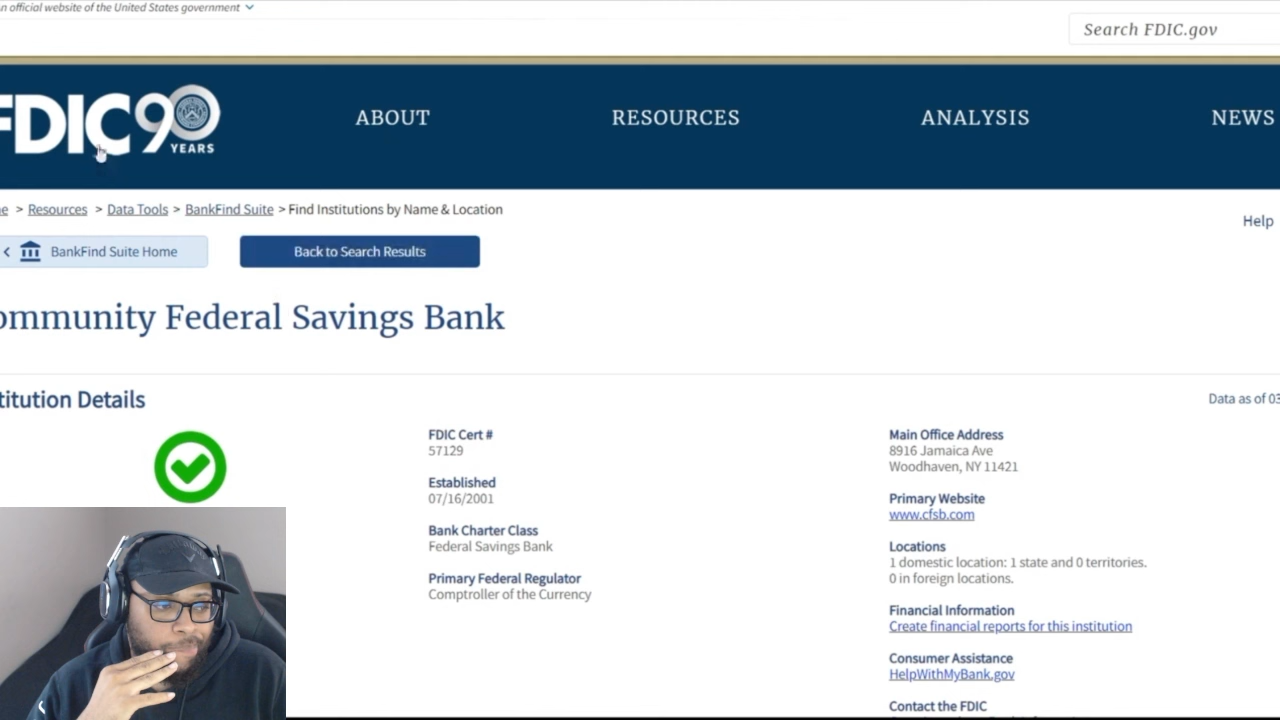 n official website of the United States government
Search FDIC.gov
FDIC 90
YEARS
ABOUT
RESOURCES
ANALYSIS
NEWS
e > Resources > Data Tools > BankFind Suite > Find Institutions by Name & Location
Help
BankFind Suite Home
Back to Search Results
ommunity Federal Savings Bank
titution Details
Data as of 03
FDIC Cert #
57129
Established
07/16/2001
Bank Charter Class
Federal Savings Bank
Primary Federal Regulator
Comptroller of the Currency
Main Office Address
8916 Jamaica Ave
Woodhaven, NY 11421
Primary Website
www.cfsb.com
Locations
1 domestic location: 1 state and 0 territories.
0 in foreign locations.
Financial Information
Create financial reports for this institution
Consumer Assistance
HelpWithMyBank.gov
Contact the FDIC